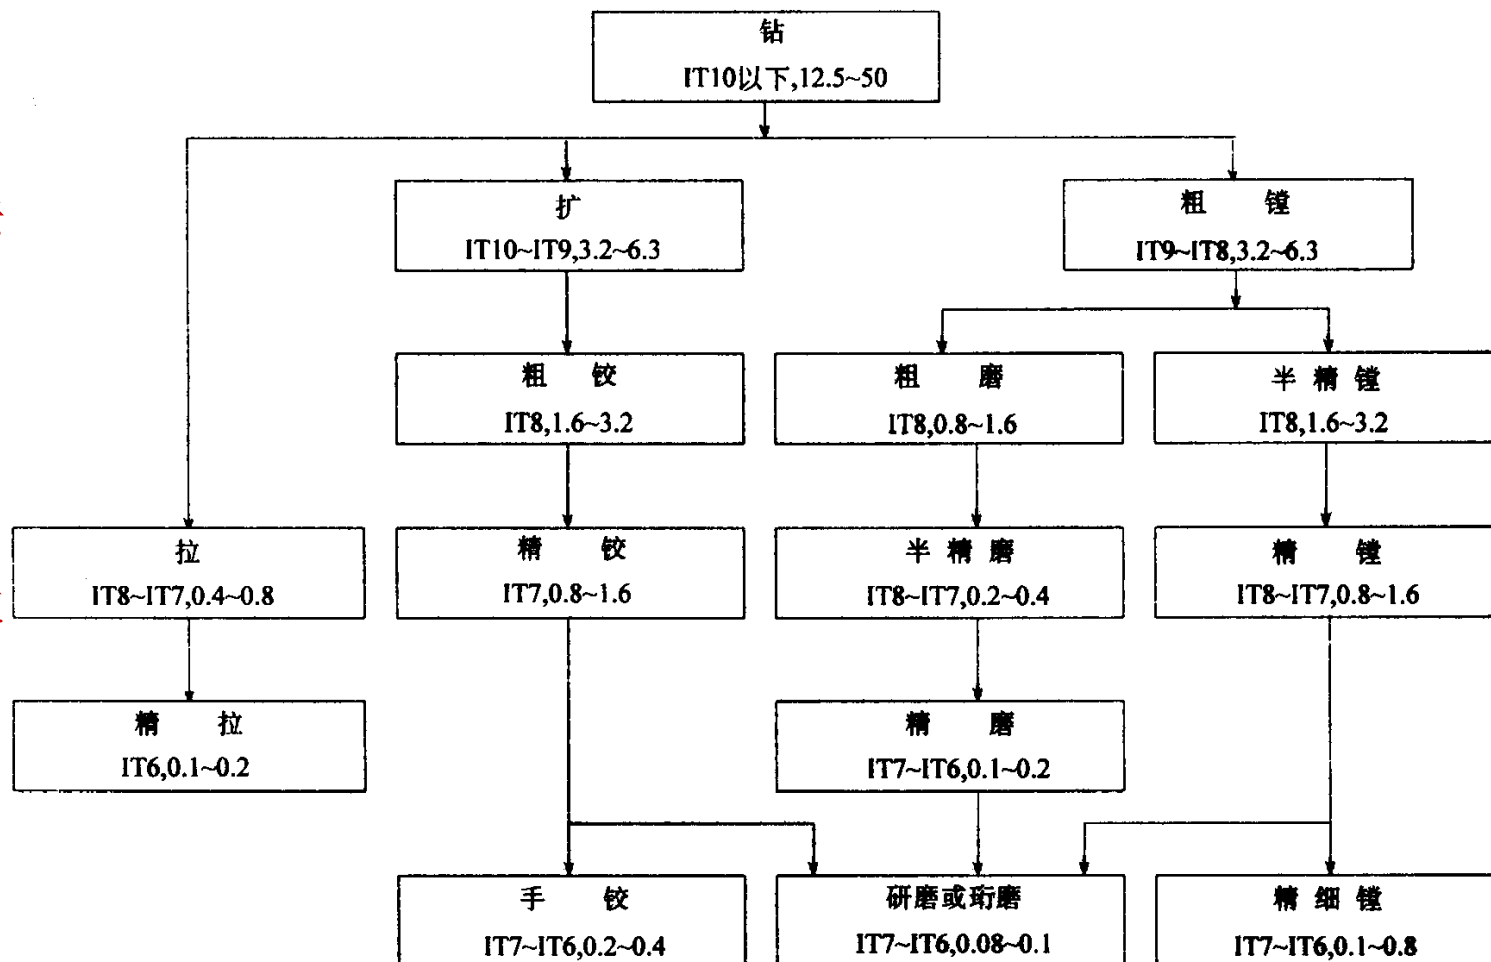 钻
IT10以下,12.5~50
扩
IT10~IT9,3.2~6.3
粗 镗
IT9~IT8,3.2~6.3
粗 铰
IT8,1.6~3.2
粗 磨
IT8,0.8~1.6
半 精 镗
IT8,1.6~3.2
拉
IT8~IT7,0.4~0.8
精 铰
IT7,0.8~1.6
半 精 磨
IT8~IT7,0.2~0.4
精 镗
IT8~IT7,0.8~1.6
精 拉
IT6,0.1~0.2
精 磨
IT7~IT6,0.1~0.2
手 铰
IT7~IT6,0.2~0.4
研磨或珩磨
IT7~IT6,0.08~0.1
精 细 镗
IT7~IT6,0.1~0.8